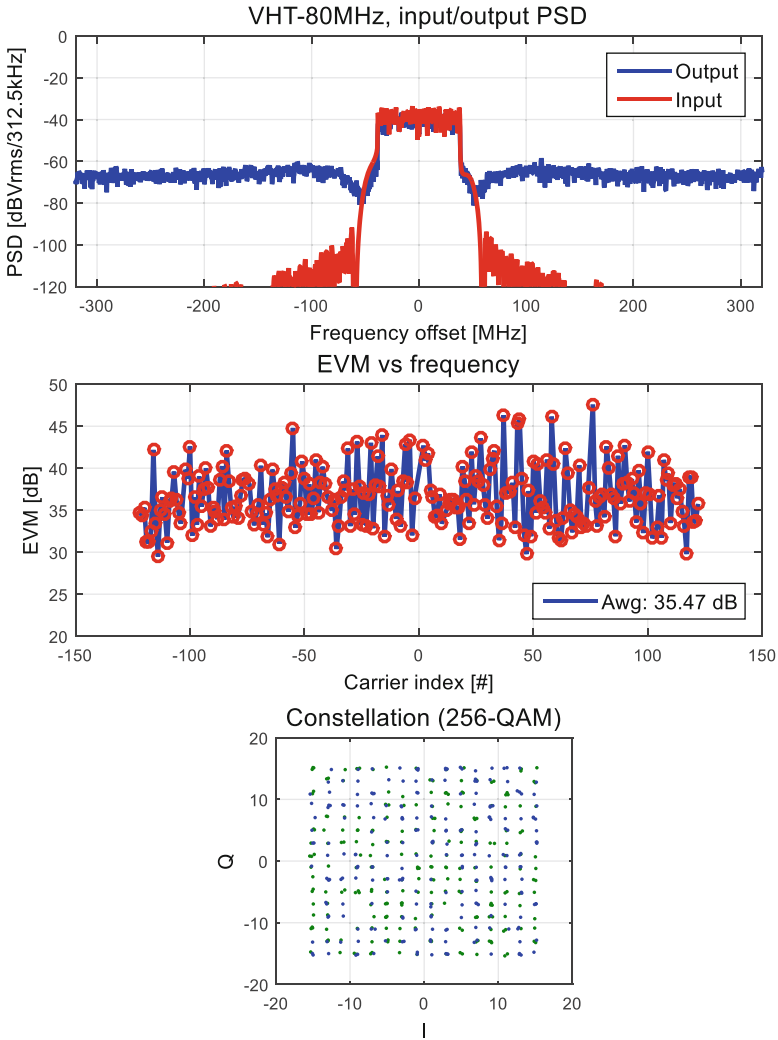 VHT-80MHz, input/output PSD
PSD [dBVrms/312.5kHz]
0
-20
-40
-60
-80
-100
-120
Output
Input
-300 -200 -100 0 100 200 300
Frequency offset [MHz]
EVM vs frequency
EVM [dB]
50
45
40
35
30
25
20
Awg: 35.47 dB
-150 -100 -50 0 50 100 150
Carrier index [#]
Constellation (256-QAM)
Q
20
10
0
-10
-20
-20 -10 0 10 20
I